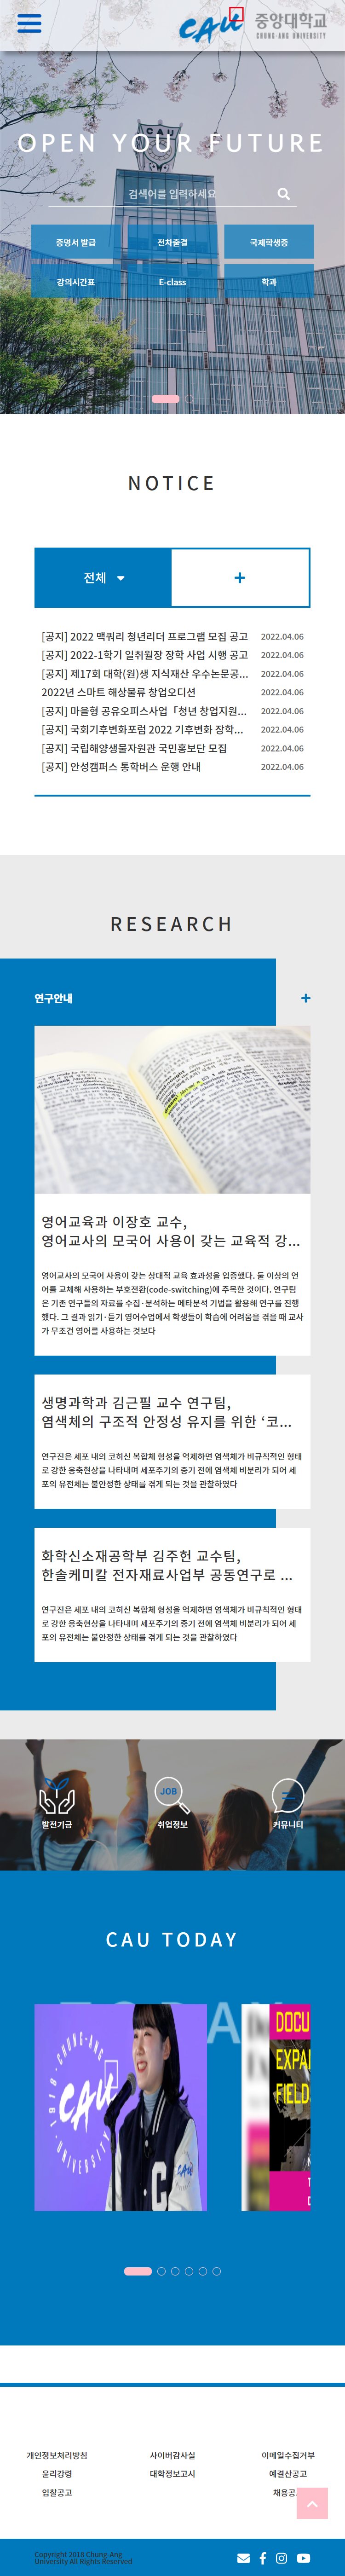 CAU 중앙대학교
CHUNG-ANG UNIVERSITY
OPEN YOUR FUTURE
검색어를 입력하세요
증명서 발급 전차출결 국제학생증
강의시간표 E-class 학과
NOTICE
전체
[공지] 2022 맥쿼리 청년리더 프로그램 모집 공고 2022.04.06
[공지] 2022-1학기 일취월장 장학 사업 시행 공고 2022.04.06
[공지] 제17회 대학(원)생 지식재산 우수논문공... 2022.04.06
2022년 스마트 해상물류 창업오디션 2022.04.06
[공지] 마을형 공유오피스사업「청년 창업지원... 2022.04.06
[공지] 국회기후변화포럼 2022 기후변화 장학... 2022.04.06
[공지] 국립해양생물자원관 국민홍보단 모집 2022.04.06
[공지] 안성캠퍼스 통학버스 운행 안내 2022.04.06
RESEARCH
연구안내
영어교육과 이장호 교수,
영어교사의 모국어 사용이 갖는 교육적 강...
영어교사의 모국어 사용이 갖는 상대적 교육 효과성을 입증했다. 둘 이상의 언
어를 교체해 사용하는 부호전환(code-switching)에 주목한 것이다. 연구팀
은 기존 연구들의 자료를 수집·분석하는 메타분석 기법을 활용해 연구를 진행
했다. 그 결과 읽기·듣기 영어수업에서 학생들이 학습에 어려움을 겪을 때 교사
가 무조건 영어를 사용하는 것보다
생명과학과 김근필 교수 연구팀,
염색체의 구조적 안정성 유지를 위한 ‘코...
연구진은 세포 내의 코히신 복합체 형성을 억제하면 염색체가 비규칙적인 형태
로 강한 응축현상을 나타내며 세포주기의 중기 전에 염색체 비분리가 되어 세
포의 유전체는 불안정한 상태를 겪게 되는 것을 관찰하였다
화학신소재공학부 김주헌 교수팀,
한솔케미칼 전자재료사업부 공동연구로 ...
연구진은 세포 내의 코히신 복합체 형성을 억제하면 염색체가 비규칙적인 형태
로 강한 응축현상을 나타내며 세포주기의 중기 전에 염색체 비분리가 되어 세
포의 유전체는 불안정한 상태를 겪게 되는 것을 관찰하였다
JOB
발전기금 취업정보 커뮤니티
CAU TODAY
TODAY
1918·CHUNG-ANG UNIVERSITY
CAU
CAU
DOCU
EXPA
FIELDS
개인정보처리방침 사이버감사실 이메일수집거부
윤리강령 대학정보고시 예결산공고
입찰공고 채용공
Copyright 2018 Chung-Ang
University All Rights Reserved